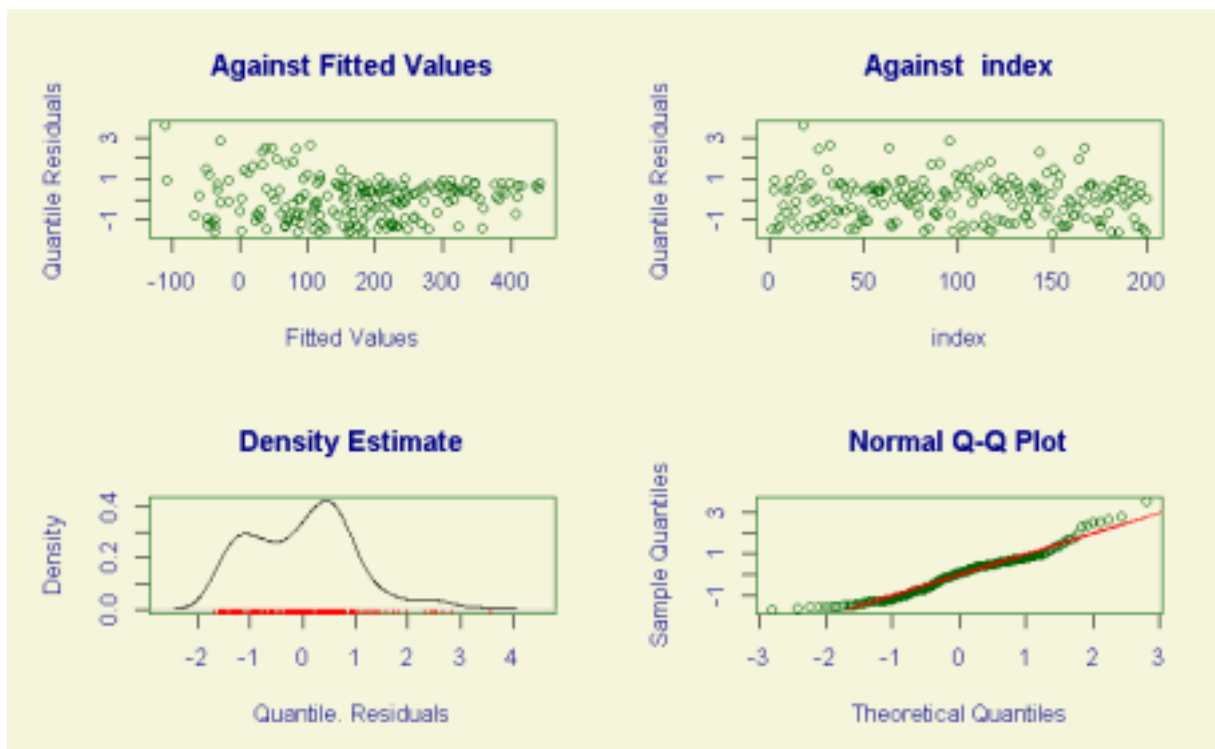 Against Fitted Values
Quantile Residuals
3
1
-1
-100 0 100 200 300 400
Fitted Values
Against  index
Quantile Residuals
3
1
-1
0 50 100 150 200
index
Density Estimate
Density
0.4
0.2
0.0
-2 -1 0 1 2 3 4
Quantile. Residuals
Normal Q-Q Plot
Sample Quantiles
3
1
-1
-3 -2 -1 0 1 2 3
Theoretical Quantiles